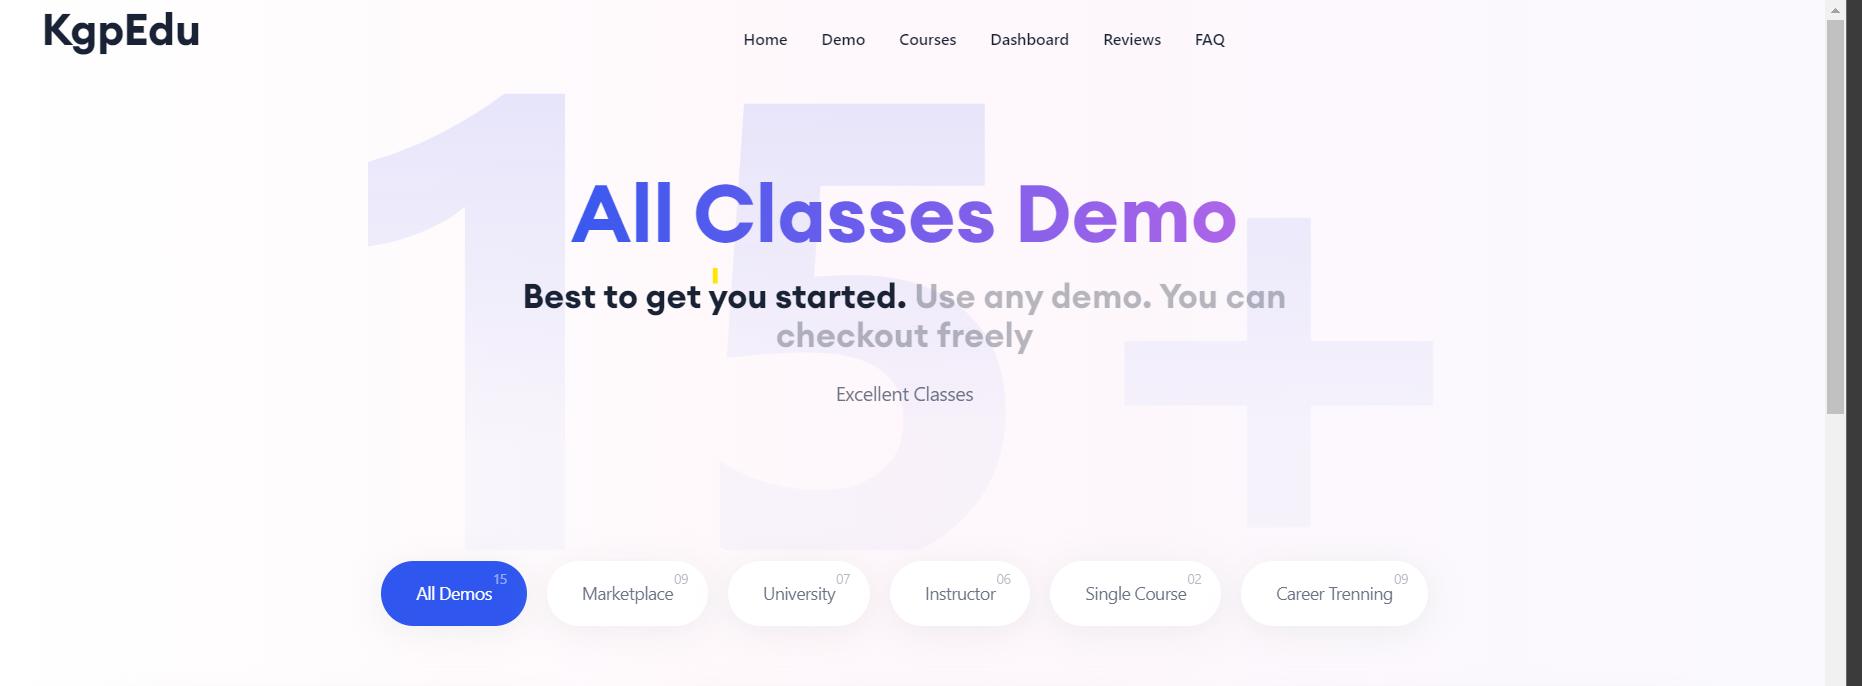 KgpEdu
Home Demo Courses Dashboard Reviews FAQ
15+
All Classes Demo
Best to get you started. Use any demo. You can
checkout freely
Excellent Classes
All Demos 15
Marketplace 09
University 07
Instructor 06
Single Course 02
Career Trenning 09